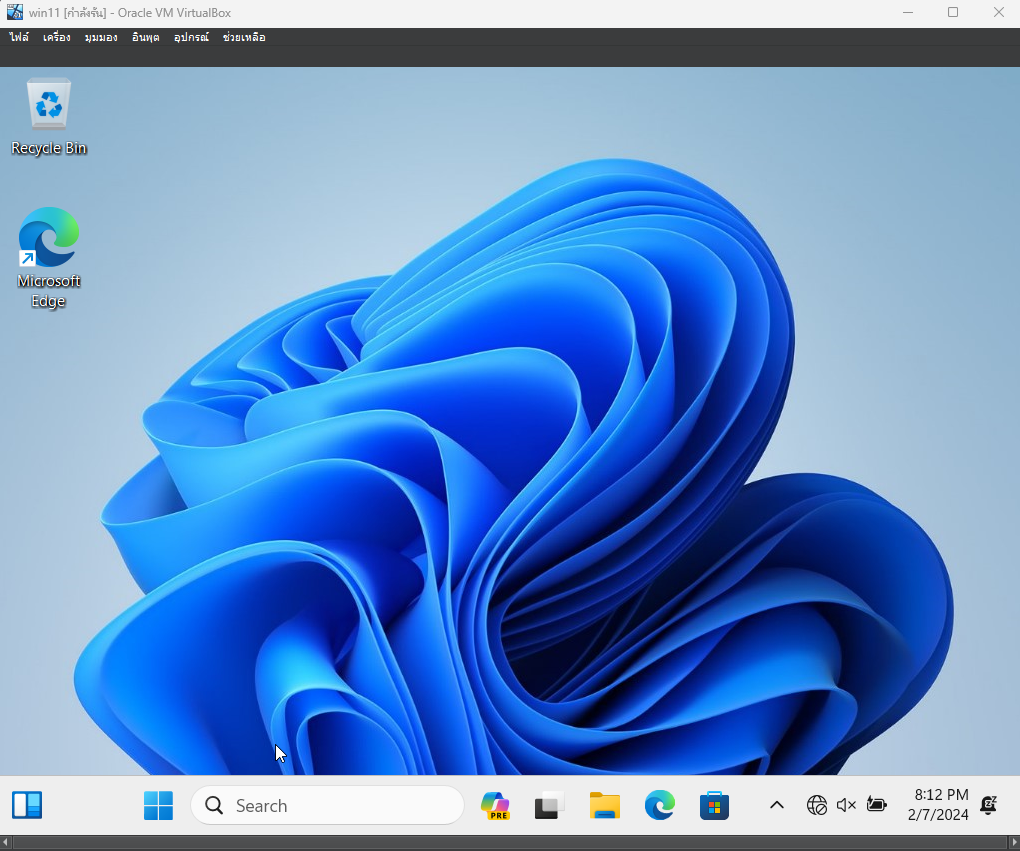 win11 [กำลังรัน] - Oracle VM VirtualBox
ไฟล์ เครื่อง มุมมอง อินพุต อุปกรณ์ ช่วยเหลือ
Recycle Bin
Microsoft
Edge
Search
PRE
8:12 PM
2/7/2024